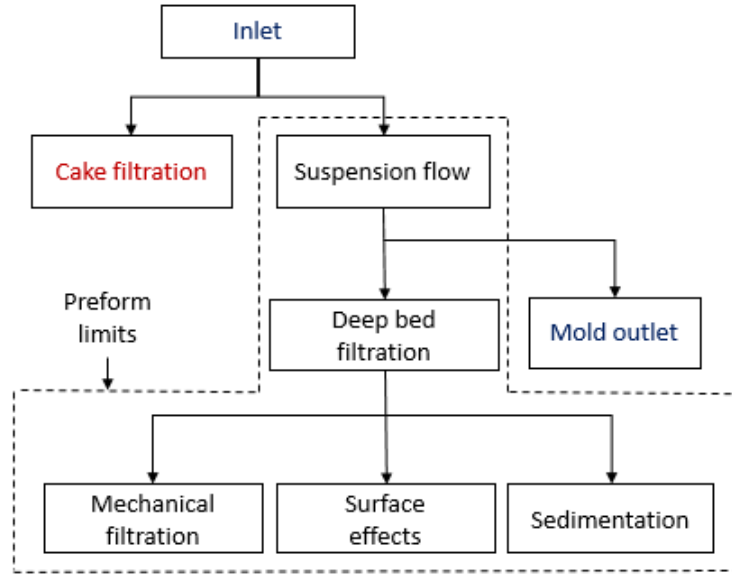 Inlet
Cake filtration
Suspension flow
Preform
limits
Deep bed
filtration
Mold outlet
Mechanical
filtration
Surface
effects
Sedimentation